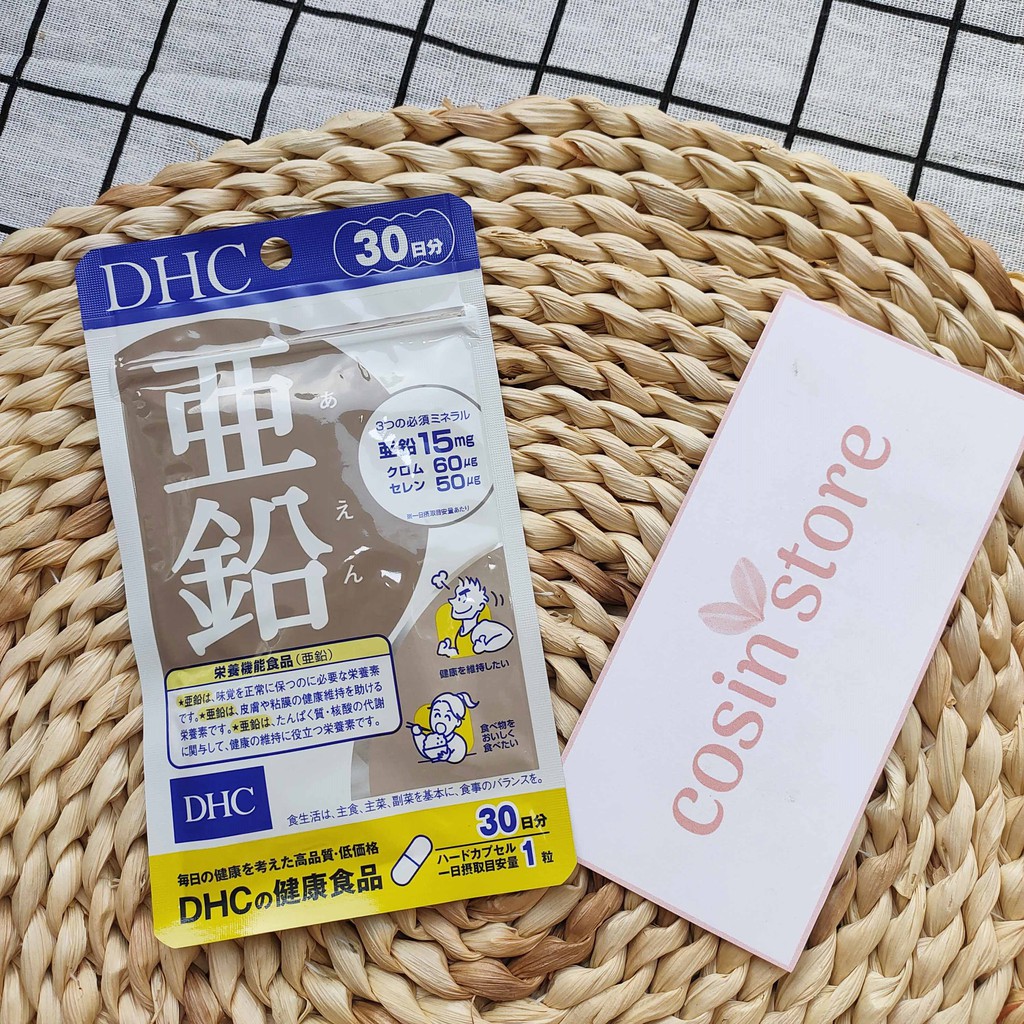 DHC
30日分
亜鉛
あえん
3つの必須ミネラル
亜鉛15mg
クロム 60μg
セレン 50μg
※一日摂取目安量あたり
健康を維持したい
食べ物を
おいしく
食べたい
栄養機能食品(亜鉛)
★亜鉛は、味覚を正常に保つのに必要な栄養素
です。★亜鉛は、皮膚や粘膜の健康維持を助ける
栄養素です。★亜鉛は、たんぱく質・核酸の代謝
に関与して、健康の維持に役立つ栄養素です。
DHC
食生活は、主食、主菜、副菜を基本に、食事のバランスを。
毎日の健康を考えた高品質・低価格
DHCの健康食品
30日分
ハードカプセル
一日摂取目安量 1粒
cosin store